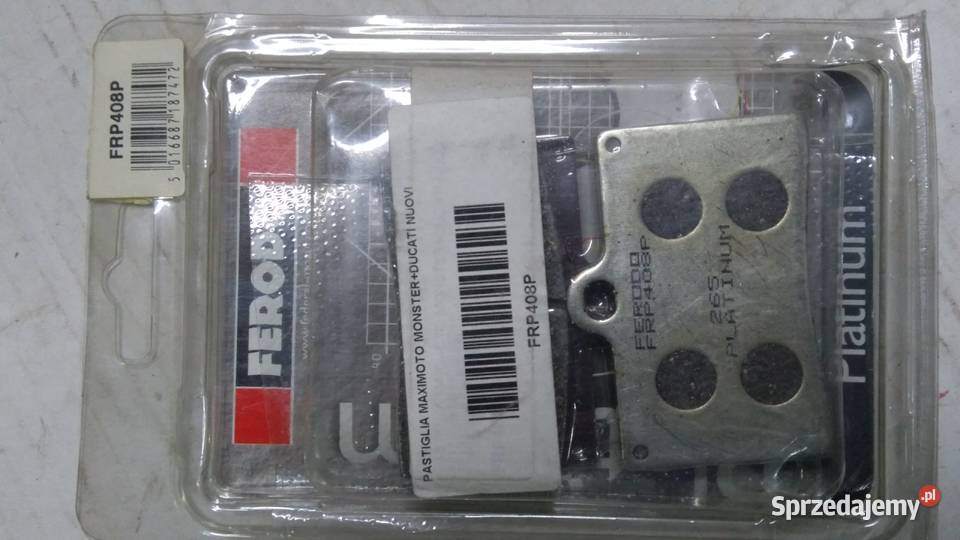 FRP408P
5 016687 187472
FERODO
PASTIGLIA MAXIMOTO MONSTER+DUCATI NUOVI
FRP408P
FERODO
FRP408P
265
PLATINUM
Platinum
Sprzedajemy.pl